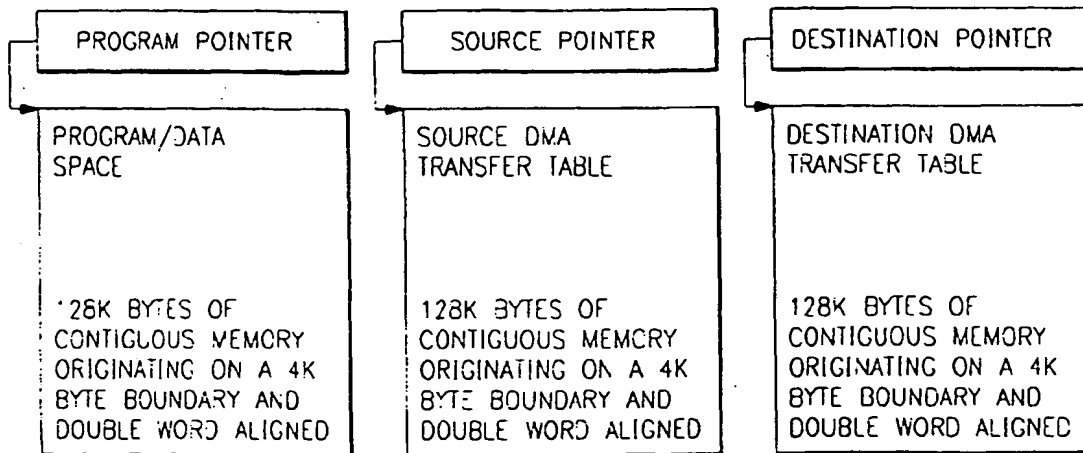 PROGRAM POINTER
SOURCE POINTER
DESTINATION POINTER
PROGRAM/DATA
SPACE
128K BYTES OF
CONTIGUOUS MEMORY
ORIGINATING ON A 4K
BYTE BOUNDARY AND
DOUBLE WORD ALIGNED
SOURCE DMA
TRANSFER TABLE
128K BYTES OF
CONTIGUOUS MEMORY
ORIGINATING ON A 4K
BYTE BOUNDARY AND
DOUBLE WORD ALIGNED
DESTINATION DMA
TRANSFER TABLE
128K BYTES OF
CONTIGUOUS MEMORY
ORIGINATING ON A 4K
BYTE BOUNDARY AND
DOUBLE WORD ALIGNED